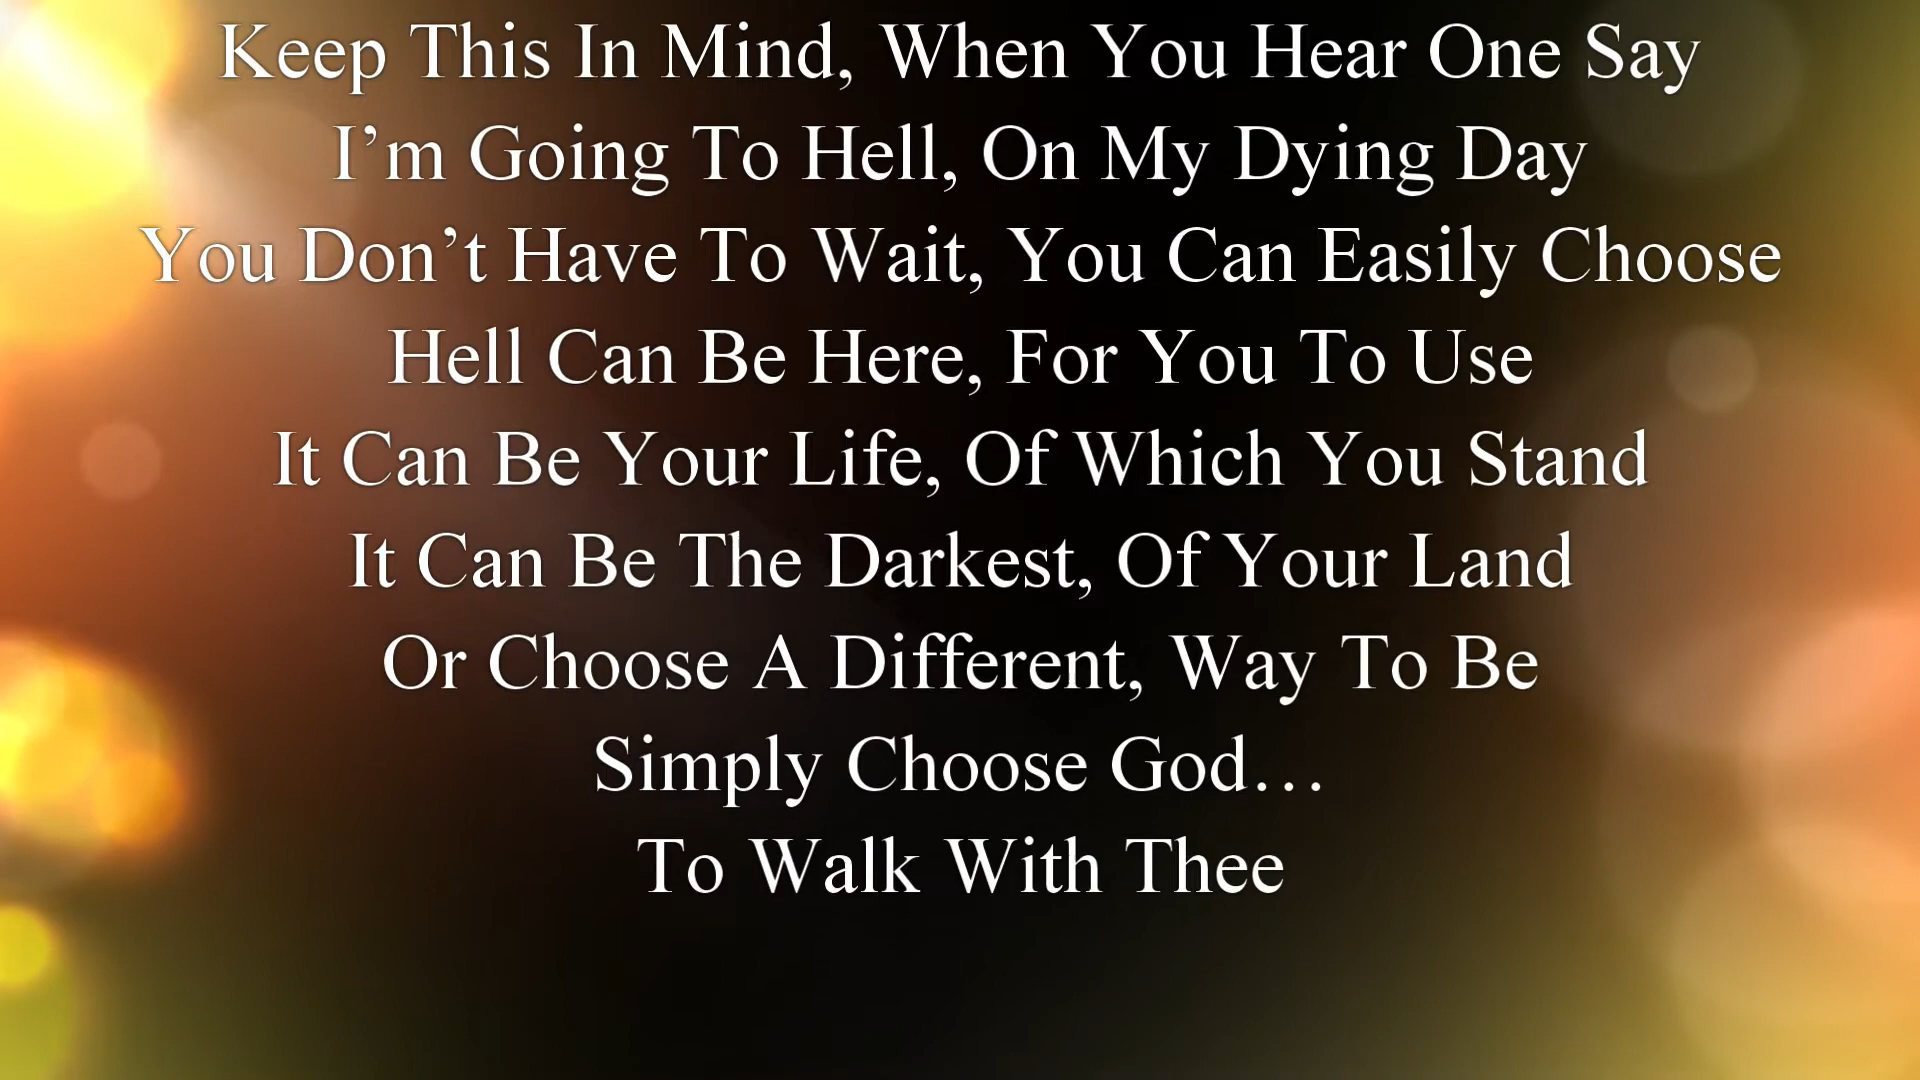 Keep This In Mind, When You Hear One Say
I’m Going To Hell, On My Dying Day
You Don’t Have To Wait, You Can Easily Choose
Hell Can Be Here, For You To Use
It Can Be Your Life, Of Which You Stand
It Can Be The Darkest, Of Your Land
Or Choose A Different, Way To Be
Simply Choose God…
To Walk With Thee